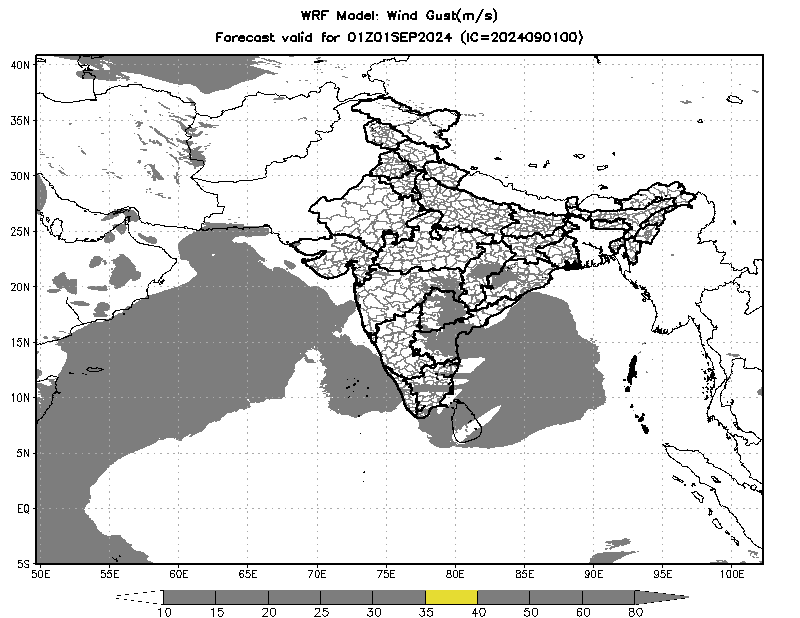 WRF Model: Wind Gust(m/s)
Forecast valid for 01Z01SEP2024 (IC=2024090100)
40N
35N
30N
25N
20N
15N
10N
5N
EQ
5S
50E 55E 60E 65E 70E 75E 80E 85E 90E 95E 100E
10 15 20 25 30 35 40 50 60 80